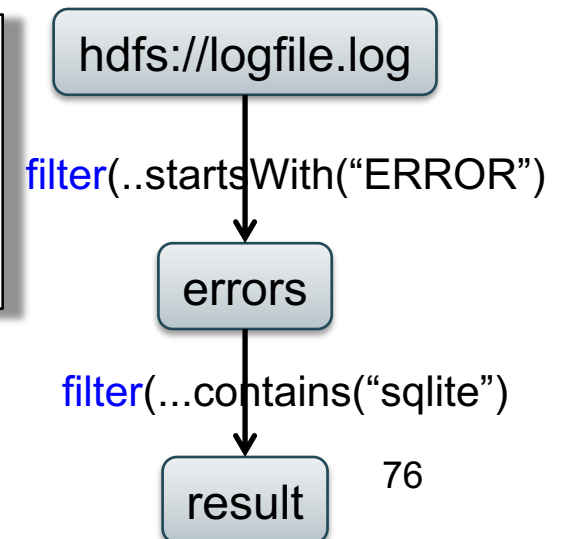 hdfs://logfile.log
filter(..startsWith(“ERROR”)
errors
filter(...contains(“sqlite”)
result
76